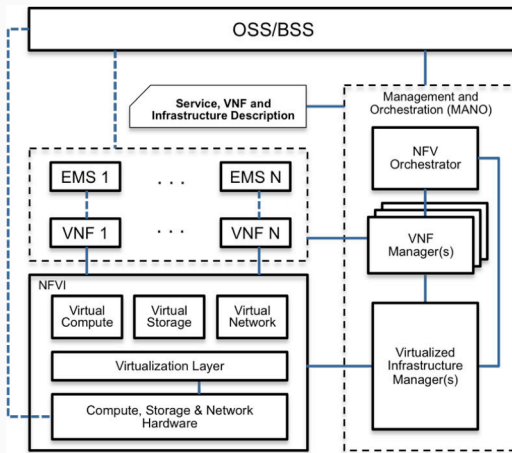 OSS/BSS
Service, VNF and
Infrastructure Description
Management and
Orchestration (MANO)
NFV
Orchestrator
EMS 1
. . .
EMS N
VNF 1
. . .
VNF N
VNF
Manager(s)
NFVI
Virtual
Compute
Virtual
Storage
Virtual
Network
Virtualization Layer
Virtualized
Infrastructure
Manager(s)
Compute, Storage & Network
Hardware